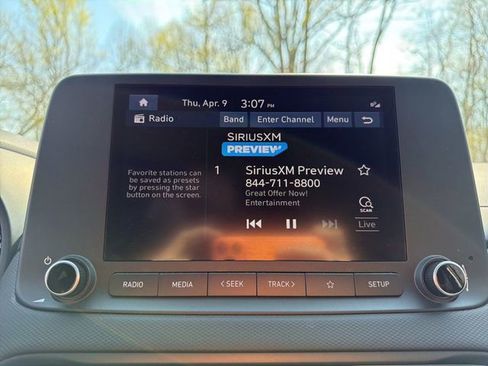 Thu, Apr. 9 3:07 PM
Radio Band Enter Channel Menu
SIRIUSXM
PREVIEW
1 SiriusXM Preview
844-711-8800
Great Offer Now!
Entertainment
Favorite stations can
be saved as presets
by pressing the star
button on the screen.
SCAN
Live
RADIO MEDIA < SEEK TRACK > SETUP